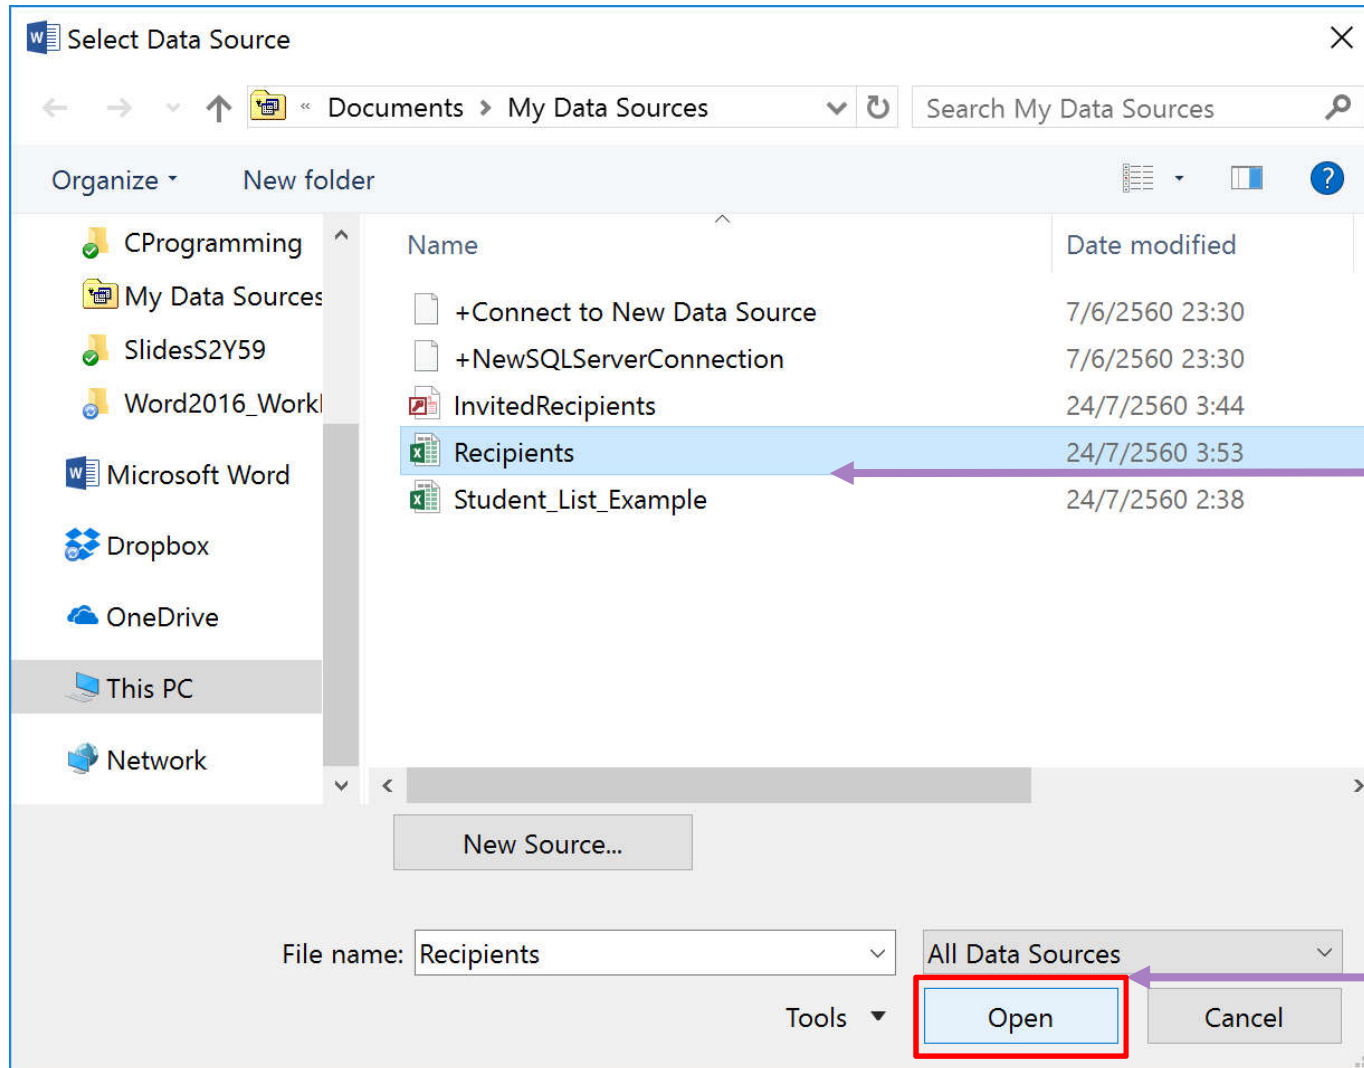 Select Data Source
« Documents > My Data Sources
Search My Data Sources
Organize
New folder
CProgramming
My Data Sources
SlidesS2Y59
Microsoft Word
Dropbox
OneDrive
This PC
Network
Name Date modified
+Connect to New Data Source 7/6/2560 23:30
+NewSQLServerConnection 7/6/2560 23:30
InvitedRecipients 24/7/2560 3:44
Recipients 24/7/2560 3:53
Student_List_Example 24/7/2560 2:38
New Source...
File name: Recipients
All Data Sources
Tools
Open
Cancel